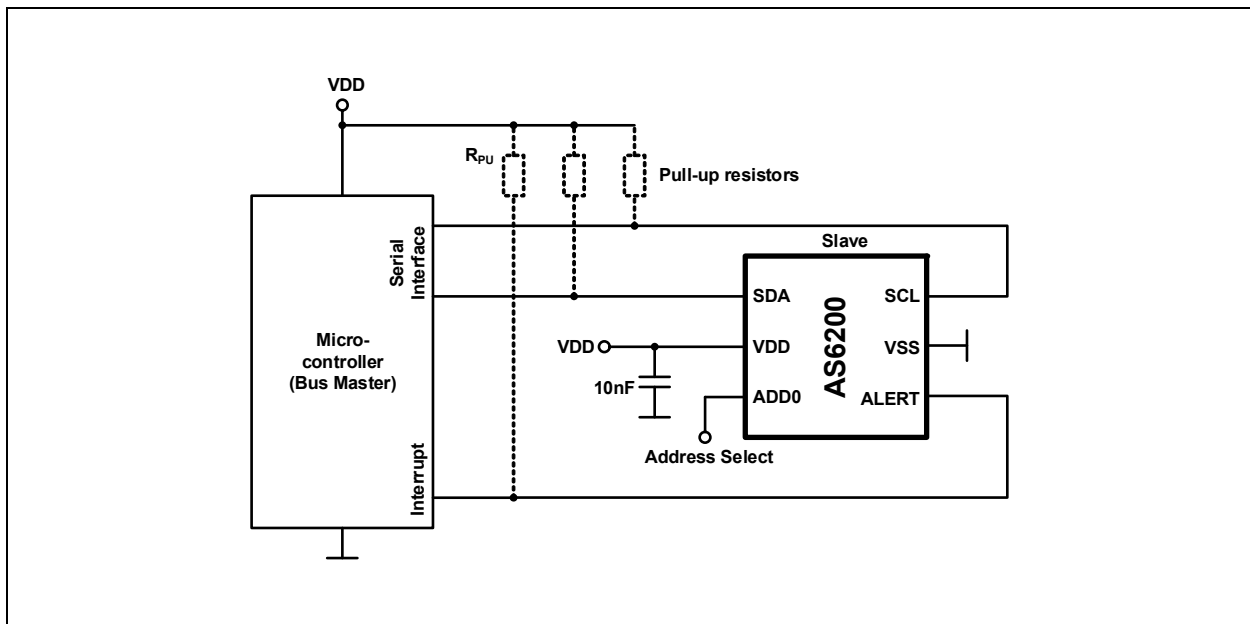 VDD
RPU
Pull-up resistors
Serial
Interface
Slave
SDA
SCL
Micro-
controller
(Bus Master)
VDD
VDD
VSS
AS6200
10nF
ADD0
ALERT
Address Select
Interrupt